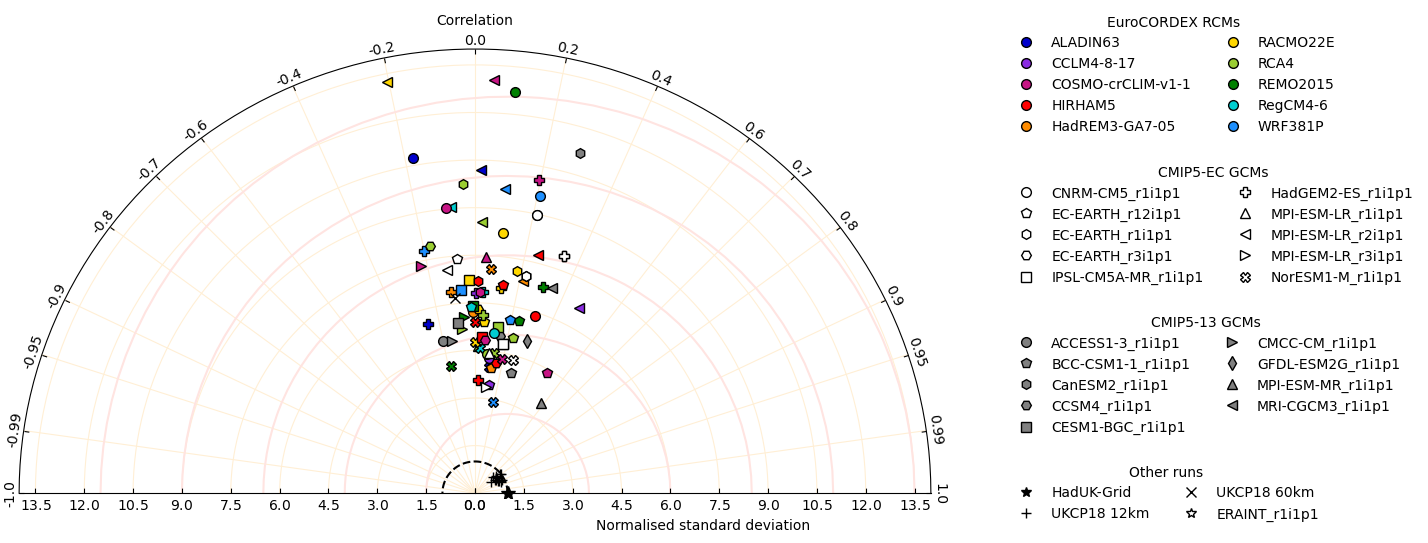 Correlation
-1.0
-0.99
-0.95
-0.9
-0.8
-0.7
-0.6
-0.4
-0.2
0.0
0.2
0.4
0.6
0.7
0.8
0.9
0.95
0.99
1.0
13.5 12.0 10.5 9.0 7.5 6.0 4.5 3.0 1.5 0.0 1.5 3.0 4.5 6.0 7.5 9.0 10.5 12.0 13.5
Normalised standard deviation
EuroCORDEX RCMs
ALADIN63
CCLM4-8-17
COSMO-crCLIM-v1-1
HIRHAM5
HadREM3-GA7-05
RACMO22E
RCA4
REMO2015
RegCM4-6
WRF381P
CMIP5-EC GCMs
CNRM-CM5_r1i1p1
EC-EARTH_r12i1p1
EC-EARTH_r1i1p1
EC-EARTH_r3i1p1
IPSL-CM5A-MR_r1i1p1
HadGEM2-ES_r1i1p1
MPI-ESM-LR_r1i1p1
MPI-ESM-LR_r2i1p1
MPI-ESM-LR_r3i1p1
NorESM1-M_r1i1p1
CMIP5-13 GCMs
ACCESS1-3_r1i1p1
BCC-CSM1-1_r1i1p1
CanESM2_r1i1p1
CCSM4_r1i1p1
CESM1-BGC_r1i1p1
CMCC-CM_r1i1p1
GFDL-ESM2G_r1i1p1
MPI-ESM-MR_r1i1p1
MRI-CGCM3_r1i1p1
Other runs
HadUK-Grid
UKCP18 12km
UKCP18 60km
ERAINT_r1i1p1